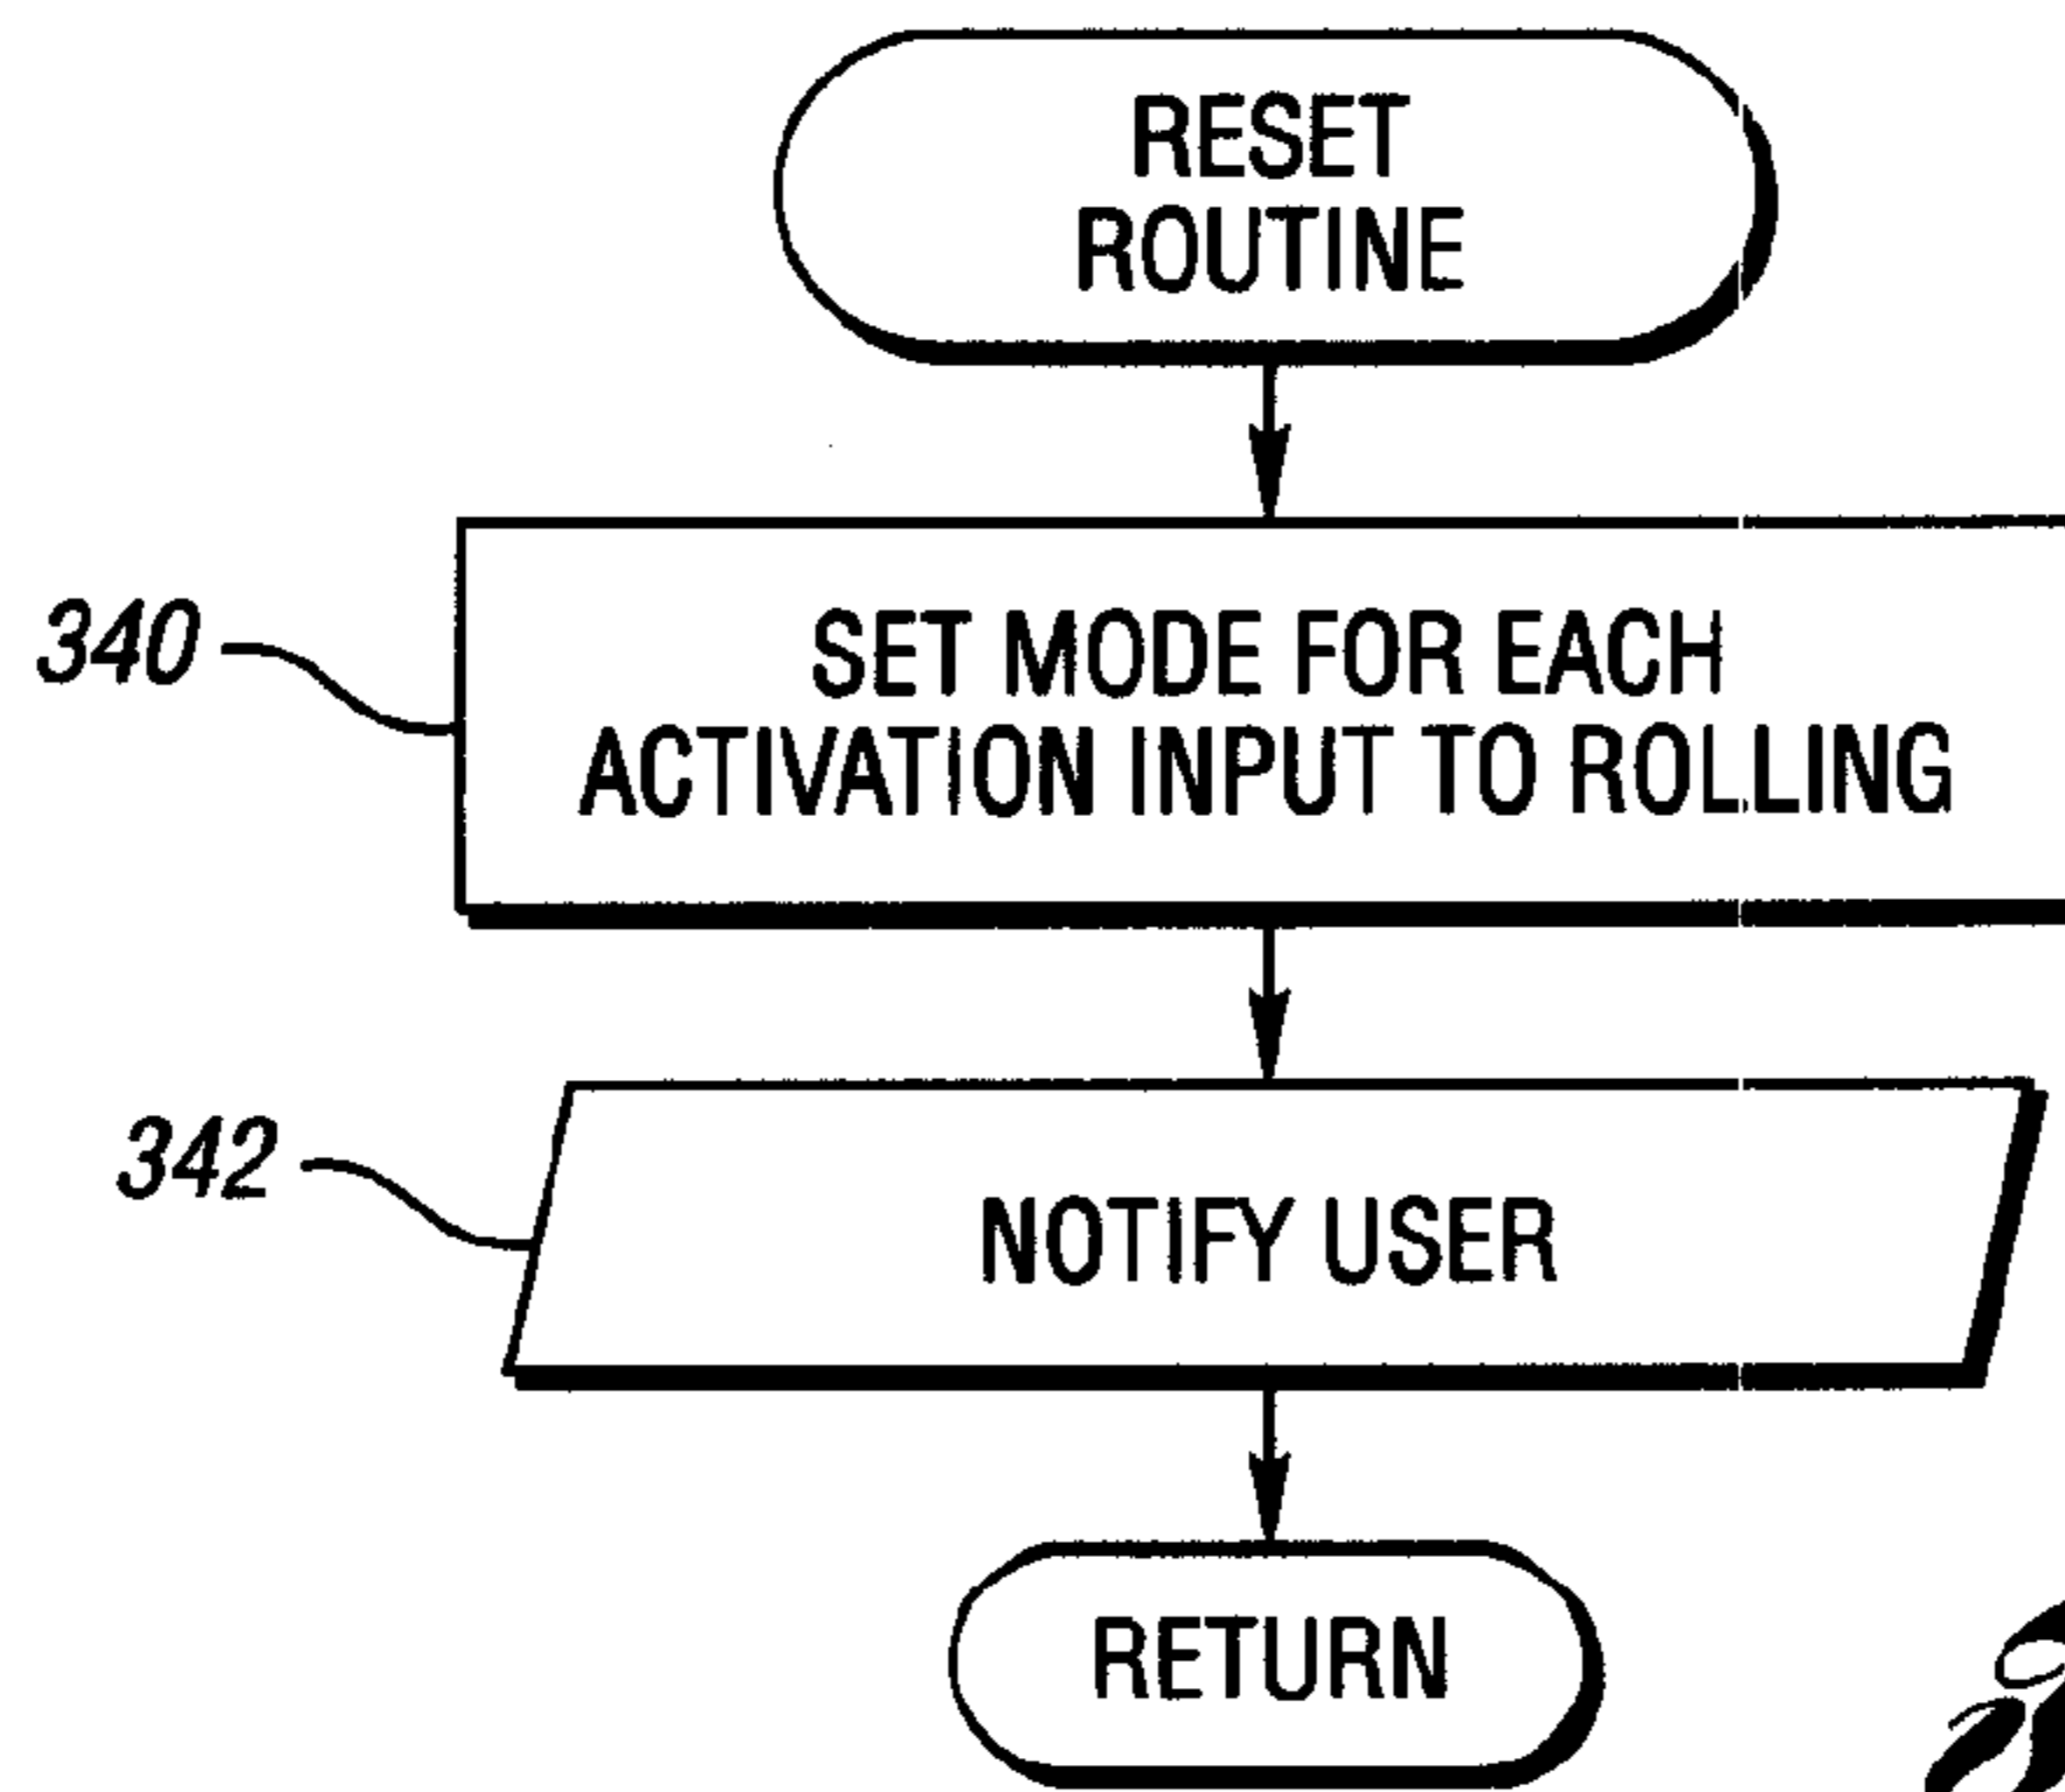 RESET
ROUTINE
340
SET MODE FOR EACH
ACTIVATION INPUT TO ROLLING
342
NOTIFY USER
RETURN